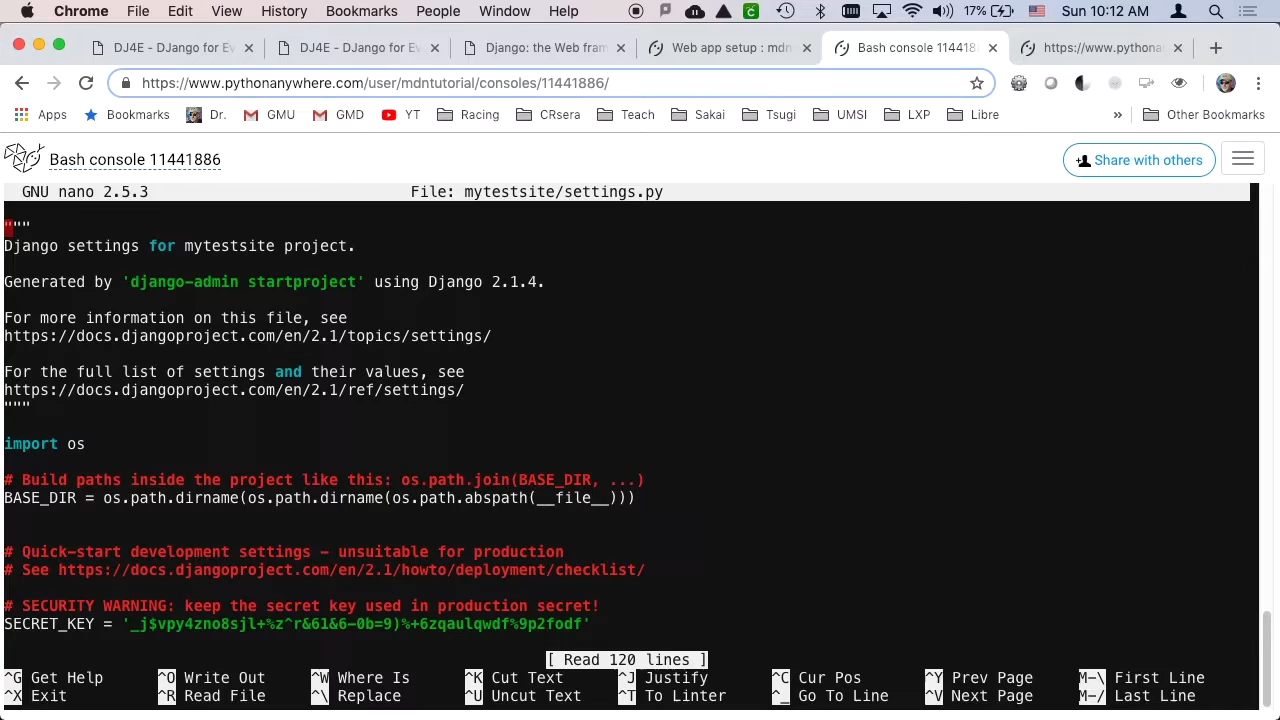 Chrome File Edit View History Bookmarks People Window Help 17% Sun 10:12 AM
DJ4E - DJango for Ev × DJ4E - DJango for Ev × Django: the Web fram × Web app setup : mdn × Bash console 11441886 × https://www.pythona × +
https://www.pythonanywhere.com/user/mdntutorial/consoles/11441886/
Apps Bookmarks Dr. GMU GMD YT Racing CRsera Teach Sakai Tsugi UMSI LXP Libre » Other Bookmarks
Bash console 11441886 Share with others
GNU nano 2.5.3 File: mytestsite/settings.py
"""
Django settings for mytestsite project.
Generated by 'django-admin startproject' using Django 2.1.4.
For more information on this file, see
https://docs.djangoproject.com/en/2.1/topics/settings/
For the full list of settings and their values, see
https://docs.djangoproject.com/en/2.1/ref/settings/
"""
import os
# Build paths inside the project like this: os.path.join(BASE_DIR, ...)
BASE_DIR = os.path.dirname(os.path.dirname(os.path.abspath(__file__)))
# Quick-start development settings - unsuitable for production
# See https://docs.djangoproject.com/en/2.1/howto/deployment/checklist/
# SECURITY WARNING: keep the secret key used in production secret!
SECRET_KEY = '_j$vpy4zno8sjl+%z^r&61&6-0b=9)%+6zqaulqwdf%9p2fodf'
[ Read 120 lines ]
^G Get Help ^O Write Out ^W Where Is ^K Cut Text ^J Justify ^C Cur Pos ^Y Prev Page M-\ First Line
^X Exit ^R Read File ^\ Replace ^U Uncut Text ^T To Linter ^_ Go To Line ^V Next Page M-/ Last Line